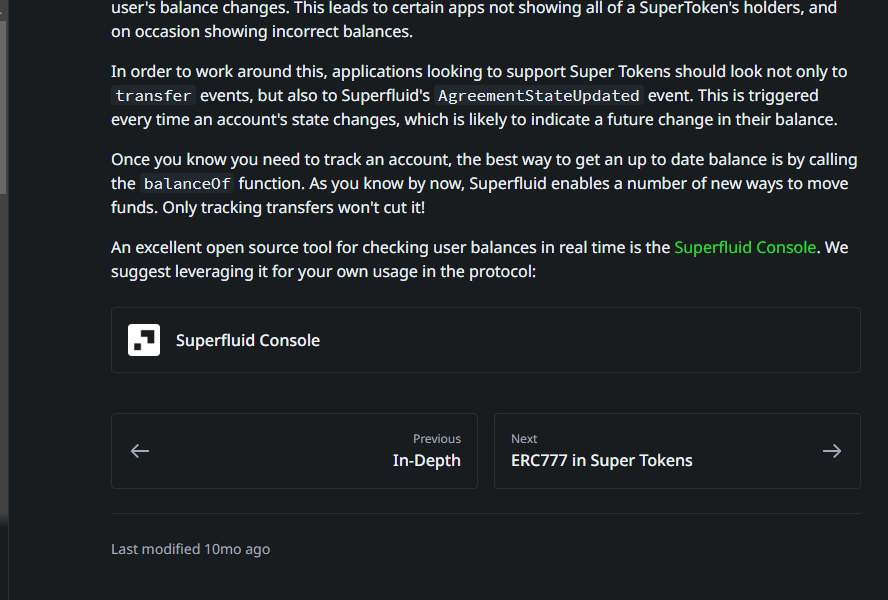 user's balance changes. This leads to certain apps not showing all of a SuperToken's holders, and
on occasion showing incorrect balances.
In order to work around this, applications looking to support Super Tokens should look not only to
transfer events, but also to Superfluid's AgreementStateUpdated event. This is triggered
every time an account's state changes, which is likely to indicate a future change in their balance.
Once you know you need to track an account, the best way to get an up to date balance is by calling
the balanceOf function. As you know by now, Superfluid enables a number of new ways to move
funds. Only tracking transfers won't cut it!
An excellent open source tool for checking user balances in real time is the Superfluid Console. We
suggest leveraging it for your own usage in the protocol:
Superfluid Console
Previous
In-Depth
Next
ERC777 in Super Tokens
Last modified 10mo ago